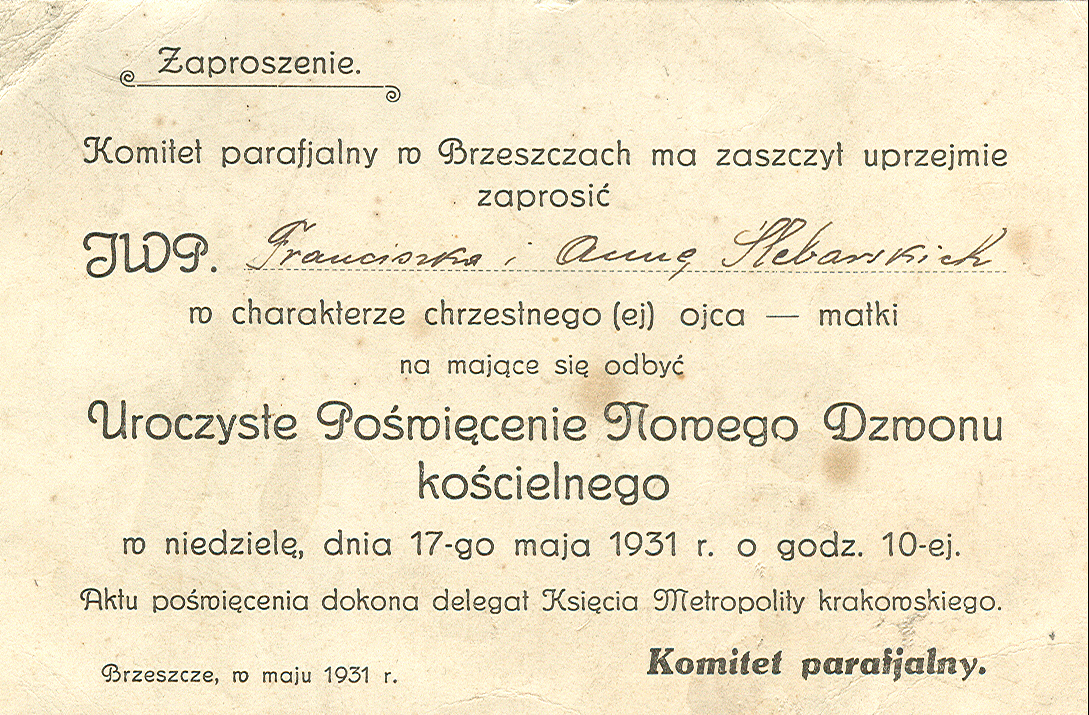 Zaproszenie.
Komitet parafjalny w Brzeszczach ma zaszczyt uprzejmie
zaprosić
JWP. Franciszka i Annę Ślebarskich
w charakterze chrzestnego (ej) ojca — matki
na mające się odbyć
Uroczyste Poświęcenie Nowego Dzwonu
kościelnego
w niedzielę, dnia 17-go maja 1931 r. o godz. 10-ej.
Aktu poświęcenia dokona delegat Księcia Metropolity krakowskiego.
Brzeszcze, w maju 1931 r.
Komitet parafjalny.